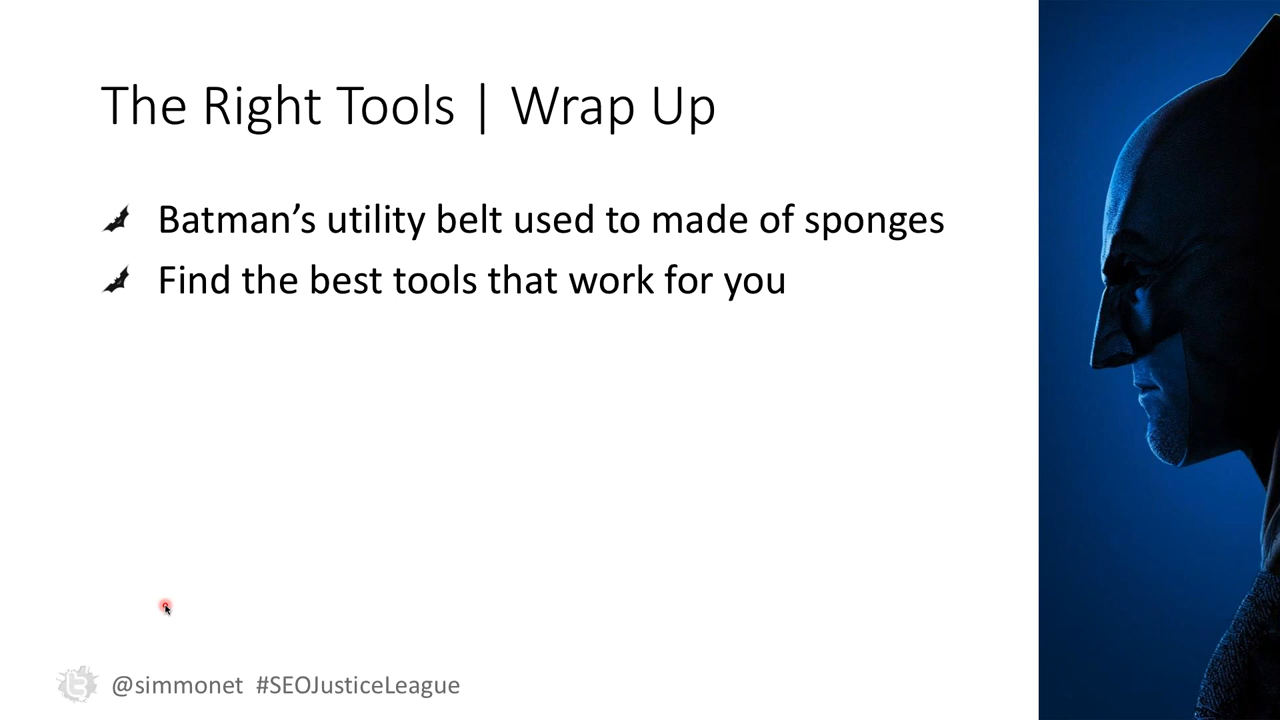 The Right Tools | Wrap Up
Batman’s utility belt used to made of sponges
Find the best tools that work for you
@simmonet #SEOJusticeLeague